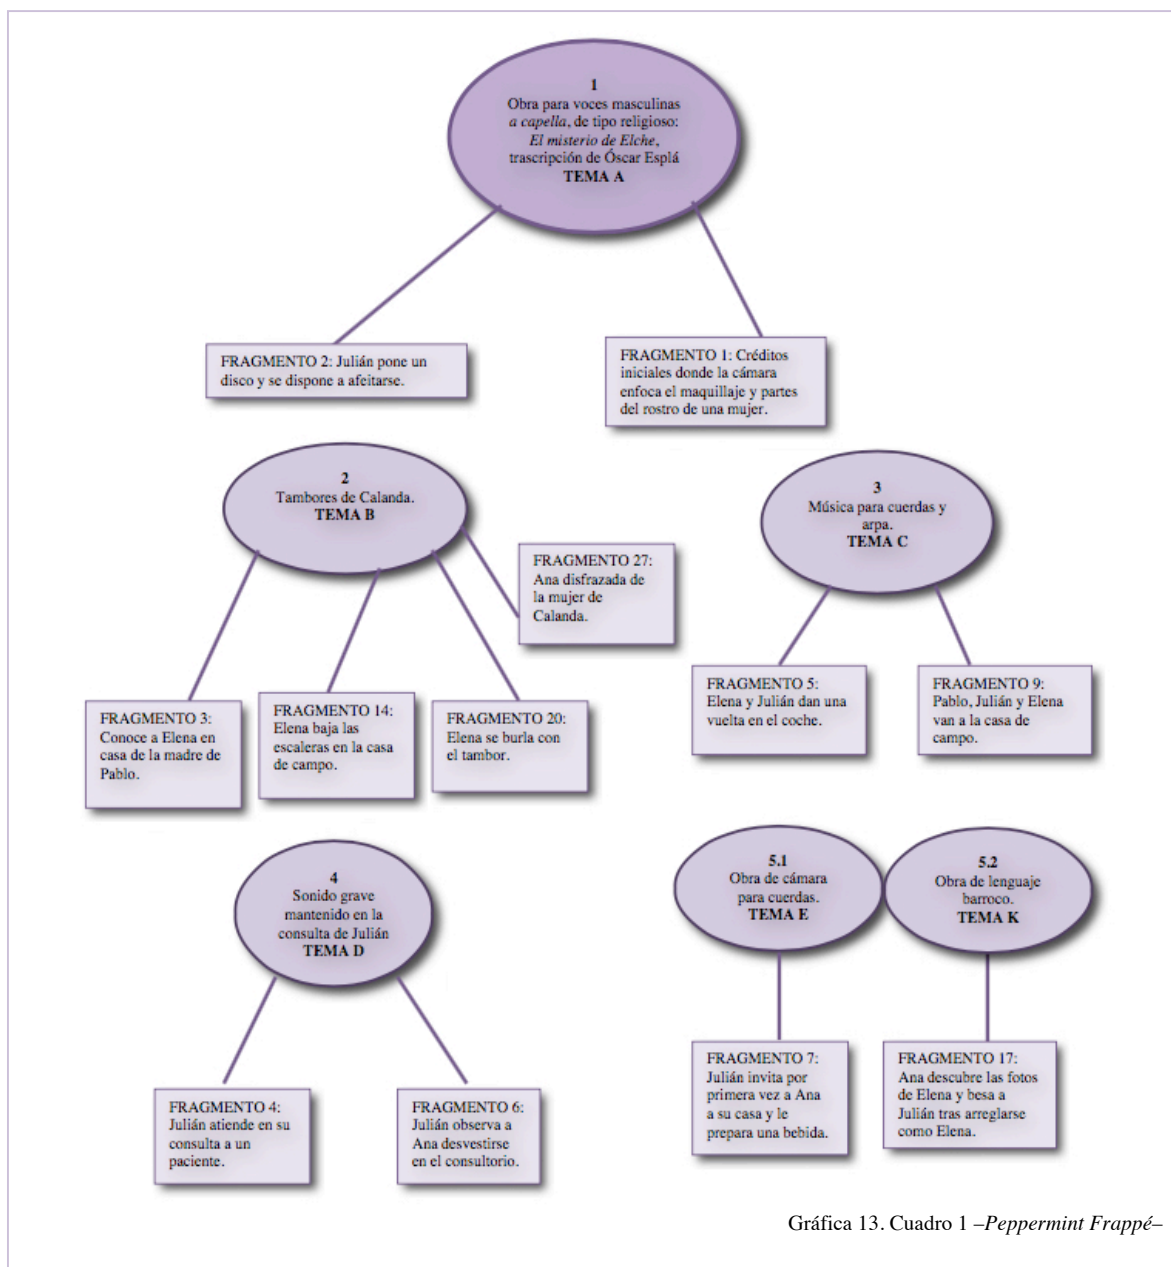 1
Obra para voces masculinas
a capella, de tipo religioso:
El misterio de Elche,
trascripción de Óscar Esplá
TEMA A
FRAGMENTO 2: Julián pone un
disco y se dispone a afeitarse.
FRAGMENTO 1: Créditos
iniciales donde la cámara
enfoca el maquillaje y partes
del rostro de una mujer.
2
Tambores de Calanda.
TEMA B
3
Música para cuerdas y
arpa.
TEMA C
FRAGMENTO 27:
Ana disfrazada de
la mujer de
Calanda.
FRAGMENTO 3:
Conoce a Elena en
casa de la madre de
Pablo.
FRAGMENTO 14:
Elena baja las
escaleras en la casa
de campo.
FRAGMENTO 20:
Elena se burla con
el tambor.
FRAGMENTO 5:
Elena y Julián dan una
vuelta en el coche.
FRAGMENTO 9:
Pablo, Julián y Elena
van a la casa de
campo.
4
Sonido grave
mantenido en la
consulta de Julián
TEMA D
5.1
Obra de cámara
para cuerdas.
TEMA E
5.2
Obra de lenguaje
barroco.
TEMA K
FRAGMENTO 4:
Julián atiende en su
consulta a un
paciente.
FRAGMENTO 6:
Julián observa a
Ana desvestirse
en el consultorio.
FRAGMENTO 7:
Julián invita por
primera vez a Ana
a su casa y le
prepara una bebida.
FRAGMENTO 17:
Ana descubre las fotos
de Elena y besa a
Julián tras arreglarse
como Elena.
Gráfica 13. Cuadro 1 –Peppermint Frappé–